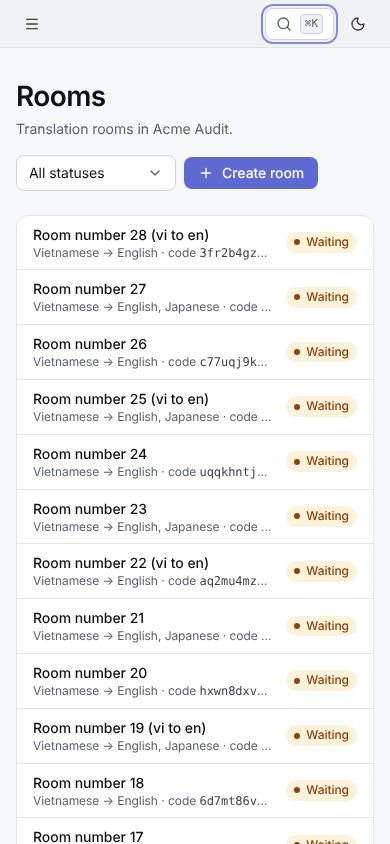 ⌘K
Rooms
Translation rooms in Acme Audit.
All statuses
+ Create room
Room number 28 (vi to en)
Vietnamese → English · code 3fr2b4gz...
Waiting
Room number 27
Vietnamese → English, Japanese · code ...
Waiting
Room number 26
Vietnamese → English · code c77uqj9k...
Waiting
Room number 25 (vi to en)
Vietnamese → English, Japanese · code ...
Waiting
Room number 24
Vietnamese → English · code uqqkhntj...
Waiting
Room number 23
Vietnamese → English, Japanese · code ...
Waiting
Room number 22 (vi to en)
Vietnamese → English · code aq2mu4mz...
Waiting
Room number 21
Vietnamese → English, Japanese · code ...
Waiting
Room number 20
Vietnamese → English · code hxwn8dxv...
Waiting
Room number 19 (vi to en)
Vietnamese → English, Japanese · code ...
Waiting
Room number 18
Vietnamese → English · code 6d7mt86v...
Waiting
Room number 17
Waiting